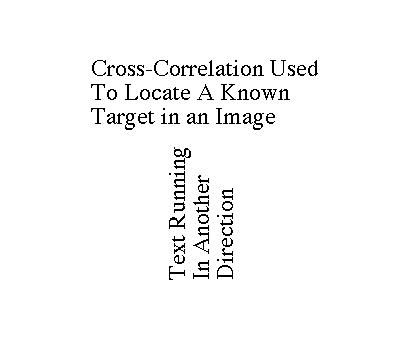 Cross-Correlation Used
To Locate A Known
Target in an Image
Text Running
In Another
Direction